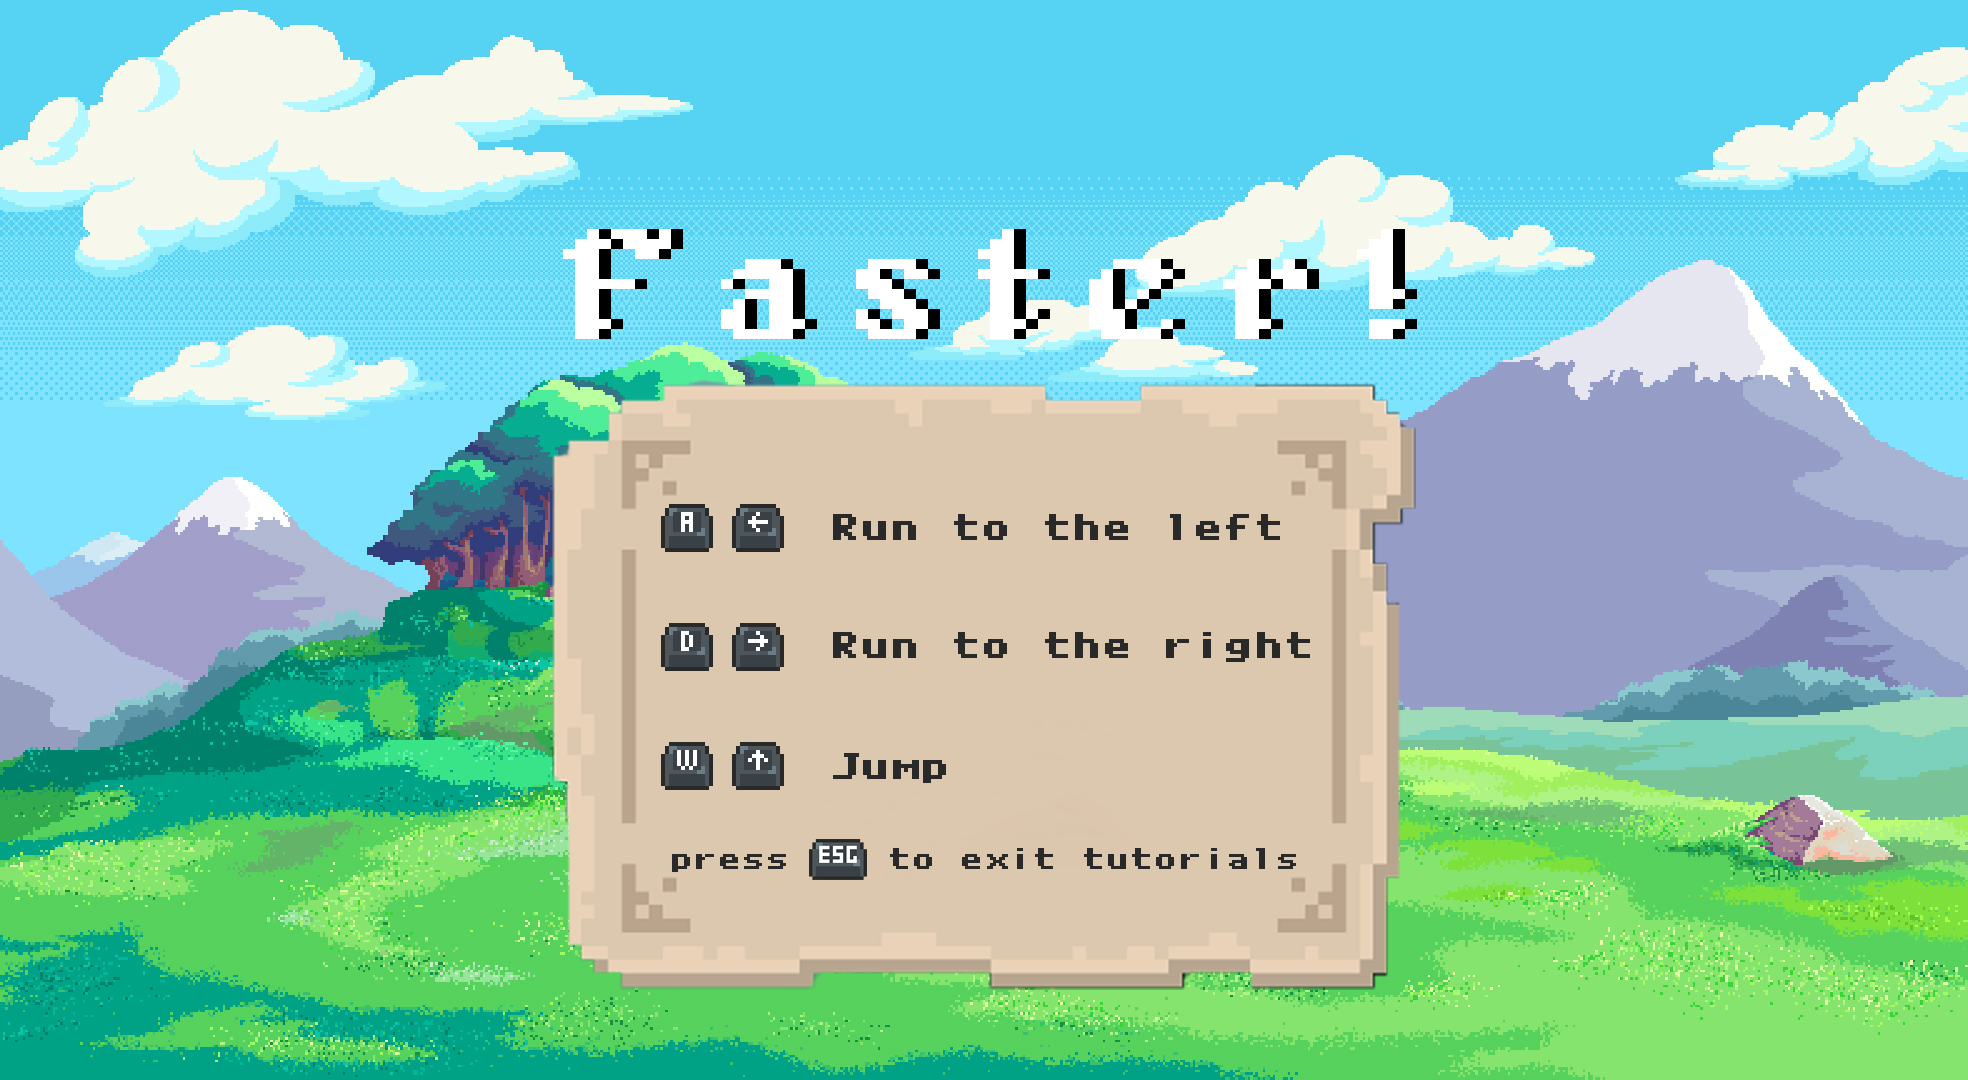 Faster!
A ← Run to the left
D → Run to the right
W ↑ Jump
press ESC to exit tutorials